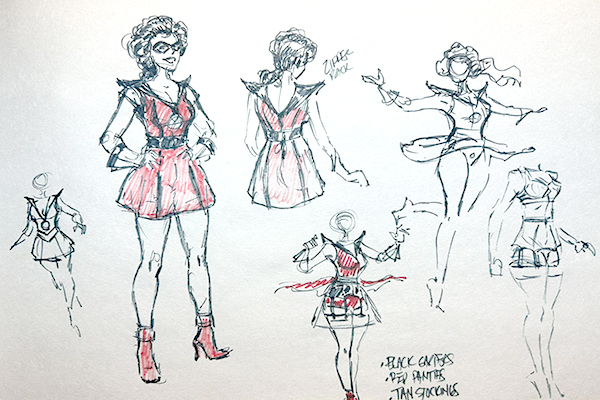 ZIPPER
BACK
• BLACK GARTERS
• RED PANTIES
• TAN STOCKINGS